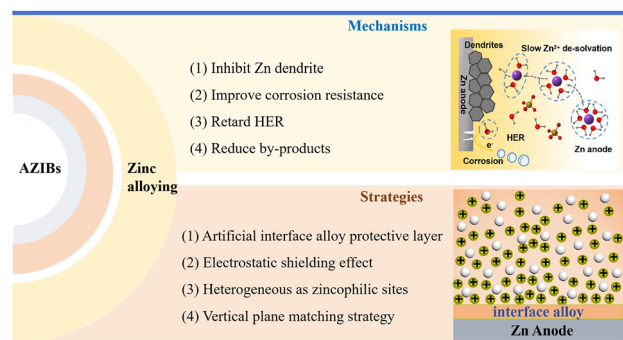 Mechanisms
(1) Inhibit Zn dendrite
(2) Improve corrosion resistance
(3) Retard HER
(4) Reduce by-products
Dendrites
Slow Zn²⁺ de-solvation
Zn anode
HER
e⁻
Corrosion
Zn anode
AZIBs
Zinc
alloying
Strategies
(1) Artificial interface alloy protective layer
(2) Electrostatic shielding effect
(3) Heterogeneous as zincophilic sites
(4) Vertical plane matching strategy
interface alloy
Zn Anode